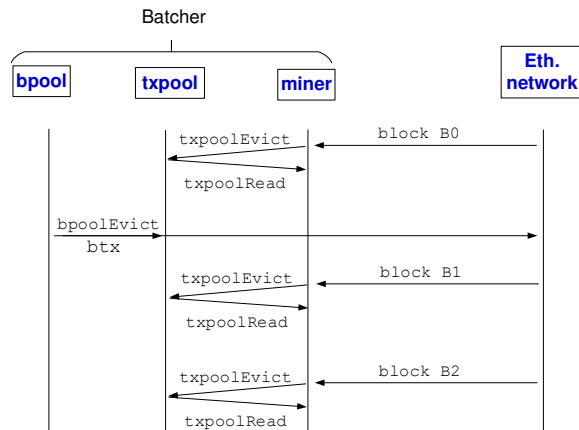 Batcher
bpool
txpool
miner
Eth.
network
txpoolEvict
block B0
txpoolRead
bpoolEvict
btx
txpoolEvict
block B1
txpoolRead
txpoolEvict
block B2
txpoolRead